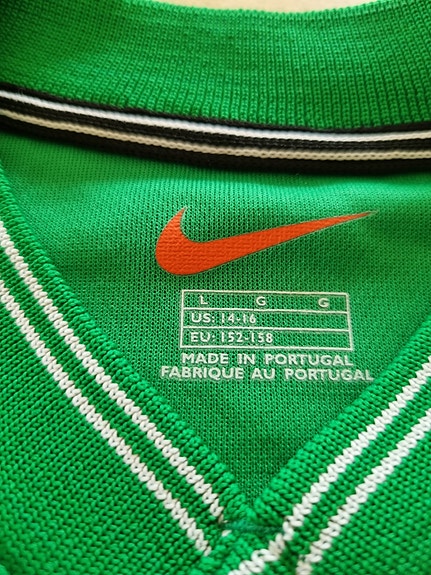 L G G
US: 14-16
EU: 152-158
MADE IN PORTUGAL
FABRIQUE AU PORTUGAL